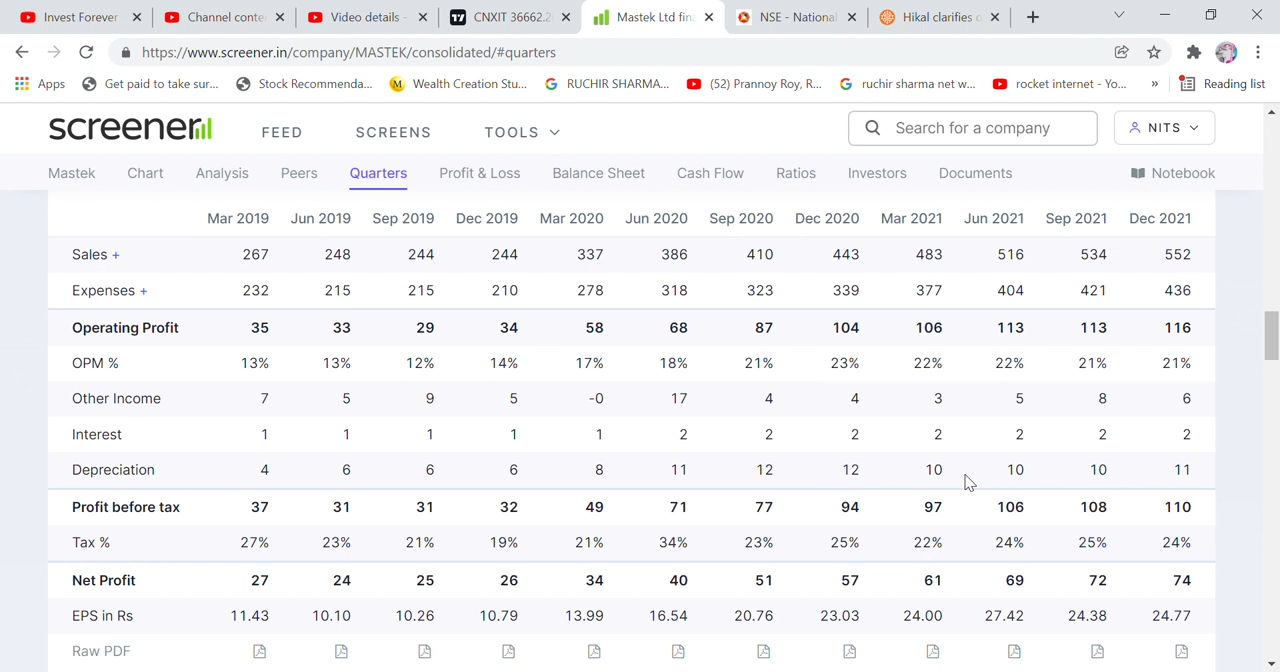 Invest Forever
Channel conte
Video details -
CNXIT 36662.2
Mastek Ltd fin
NSE - National
Hikal clarifies o
https://www.screener.in/company/MASTEK/consolidated/#quarters
Apps Get paid to take sur... Stock Recommenda... Wealth Creation Stu... RUCHIR SHARMA... (52) Prannoy Roy, R... ruchir sharma net w... rocket internet - Yo... » Reading list
screener FEED SCREENS TOOLS Search for a company NITS
Mastek Chart Analysis Peers Quarters Profit & Loss Balance Sheet Cash Flow Ratios Investors Documents Notebook
Mar 2019 Jun 2019 Sep 2019 Dec 2019 Mar 2020 Jun 2020 Sep 2020 Dec 2020 Mar 2021 Jun 2021 Sep 2021 Dec 2021
Sales + 267 248 244 244 337 386 410 443 483 516 534 552
Expenses + 232 215 215 210 278 318 323 339 377 404 421 436
Operating Profit 35 33 29 34 58 68 87 104 106 113 113 116
OPM % 13% 13% 12% 14% 17% 18% 21% 23% 22% 22% 21% 21%
Other Income 7 5 9 5 -0 17 4 4 3 5 8 6
Interest 1 1 1 1 1 2 2 2 2 2 2 2
Depreciation 4 6 6 6 8 11 12 12 10 10 10 11
Profit before tax 37 31 31 32 49 71 77 94 97 106 108 110
Tax % 27% 23% 21% 19% 21% 34% 23% 25% 22% 24% 25% 24%
Net Profit 27 24 25 26 34 40 51 57 61 69 72 74
EPS in Rs 11.43 10.10 10.26 10.79 13.99 16.54 20.76 23.03 24.00 27.42 24.38 24.77
Raw PDF